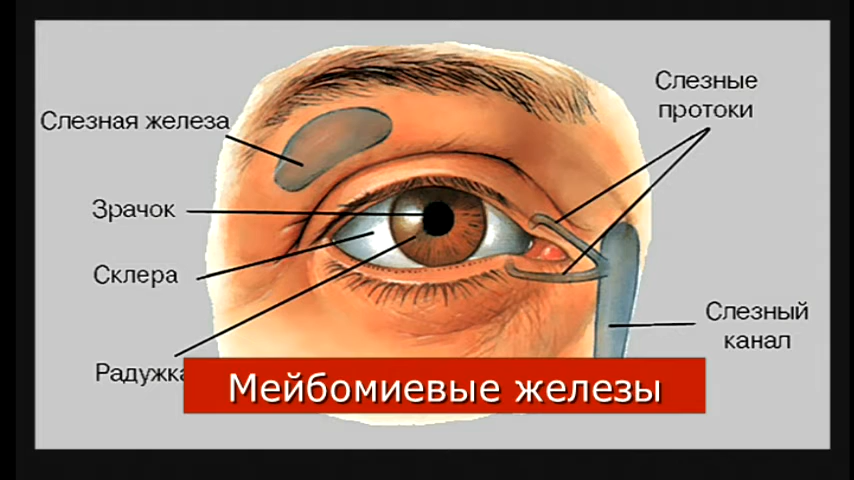 Слезная железа
Зрачок
Склера
Радужка
Слезные
протоки
Слезный
канал
Мейбомиевые железы